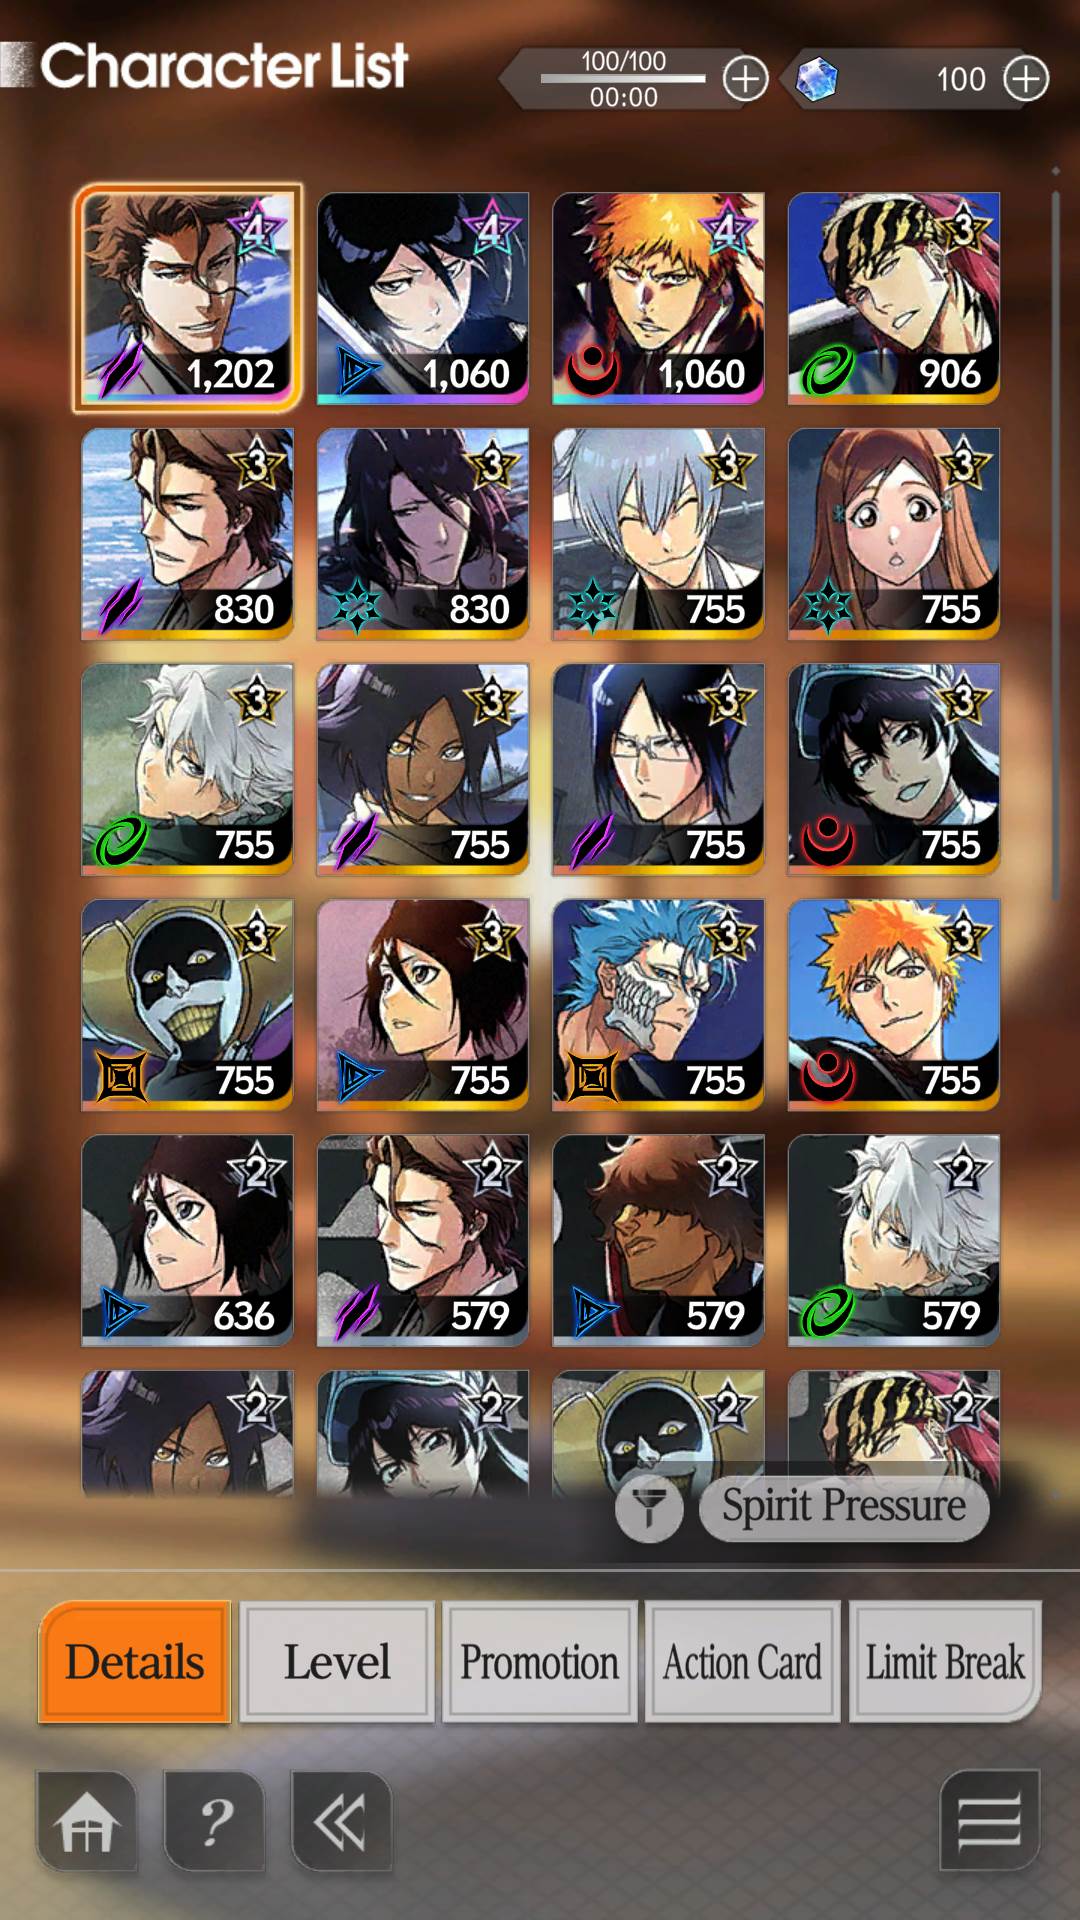 Character List
100/100
00:00
100
4 4 4 3
1,202 1,060 1,060 906
3 3 3 3
830 830 755 755
3 3 3 3
755 755 755 755
3 3 3 3
755 755 755 755
2 2 2 2
636 579 579 579
2 2 2 2
Spirit Pressure
Details Level Promotion Action Card Limit Break
?